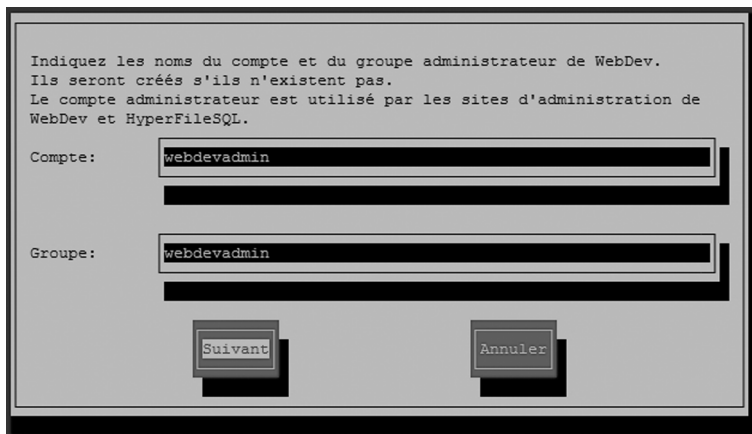 Indiquez les noms du compte et du groupe administrateur de WebDev.
Ils seront créés s'ils n'existent pas.
Le compte administrateur est utilisé par les sites d'administration de
WebDev et HyperFileSQL.
Compte: webdevadmin
Groupe: webdevadmin
Suivant Annuler